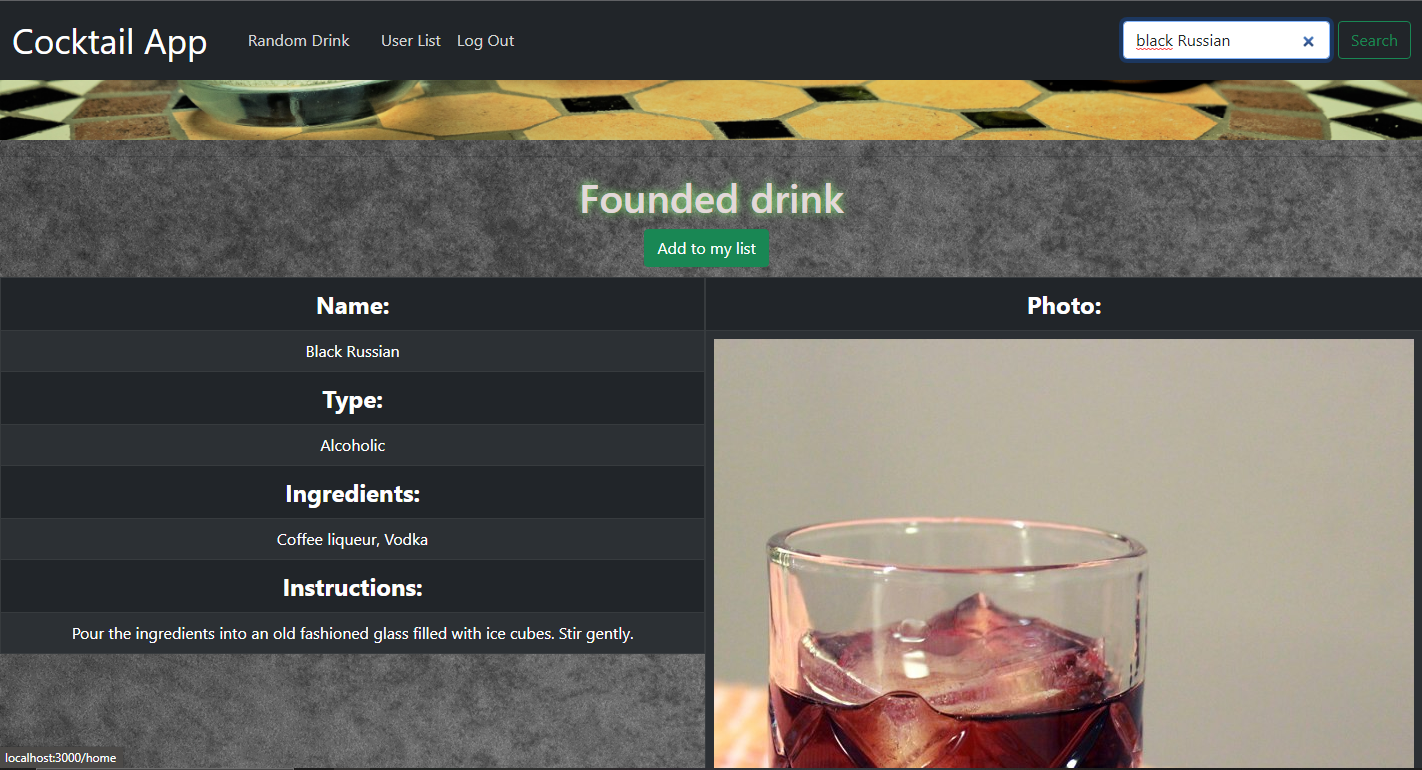 Cocktail App Random Drink User List Log Out black Russian Search
Founded drink
Add to my list
Name:
Photo:
Black Russian
Type:
Alcoholic
Ingredients:
Coffee liqueur, Vodka
Instructions:
Pour the ingredients into an old fashioned glass filled with ice cubes. Stir gently.
localhost:3000/home